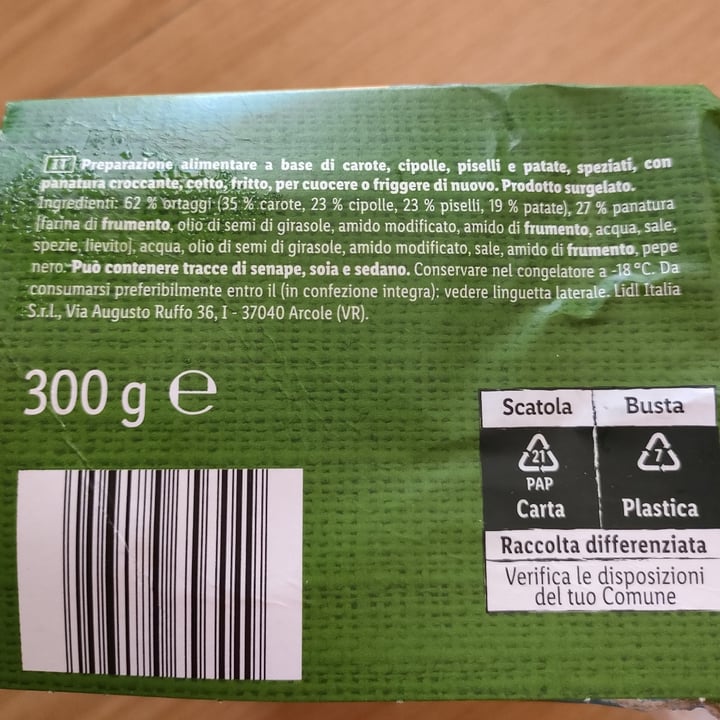 IT Preparazione alimentare a base di carote, cipolle, piselli e patate, speziati, con
panatura croccante, cotto, fritto, per cuocere o friggere di nuovo. Prodotto surgelato.
Ingredienti: 62 % ortaggi (35 % carote, 23 % cipolle, 23 % piselli, 19 % patate), 27 % panatura
[farina di frumento, olio di semi di girasole, amido modificato, amido di frumento, acqua, sale,
spezie, lievito], acqua, olio di semi di girasole, amido modificato, sale, amido di frumento, pepe
nero. Può contenere tracce di senape, soia e sedano. Conservare nel congelatore a -18 °C. Da
consumarsi preferibilmente entro il (in confezione integra): vedere linguetta laterale. Lidl Italia
S.r.l., Via Augusto Ruffo 36, I - 37040 Arcole (VR).
300 g e
Scatola Busta
21 7
PAP
Carta Plastica
Raccolta differenziata
Verifica le disposizioni
del tuo Comune